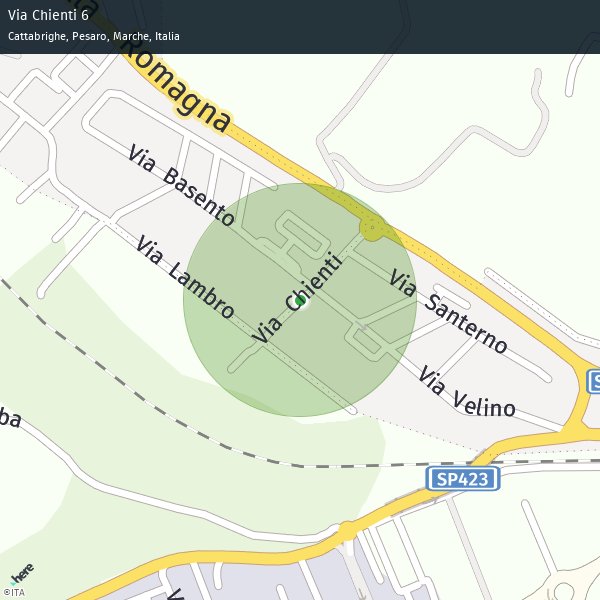 Via Chienti 6
Cattabrighe, Pesaro, Marche, Italia
Romagna
Via Basento
Via Lambro
Via Chienti
Via Santerno
Via Velino
SP423
here
©ITA